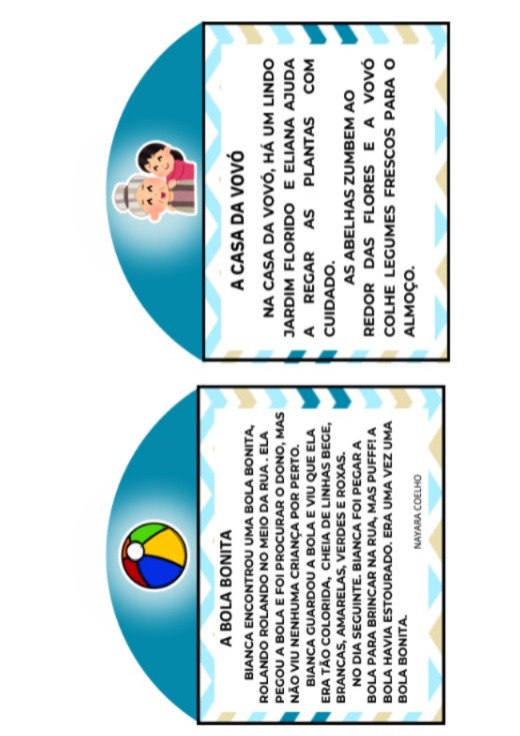 A BOLA BONITA
BIANCA ENCONTROU UMA BOLA BONITA,
ROLANDO ROLANDO NO MEIO DA RUA . ELA
PEGOU A BOLA E FOI PROCURAR O DONO, MAS
NÃO VIU NENHUMA CRIANÇA POR PERTO.
BIANCA GUARDOU A BOLA E VIU QUE ELA
ERA TÃO COLORIDA, CHEIA DE LINHAS BEGE,
BRANCAS, AMARELAS, VERDES E ROXAS.
NO DIA SEGUINTE. BIANCA FOI PEGAR A
BOLA PARA BRINCAR NA RUA, MAS PUFFF! A
BOLA HAVIA ESTOURADO. ERA UMA VEZ UMA
BOLA BONITA.
NAYARA COELHO
A CASA DA VOVÓ
NA CASA DA VOVÓ, HÁ UM LINDO
JARDIM FLORIDO E ELIANA AJUDA
A REGAR AS PLANTAS COM
CUIDADO.
AS ABELHAS ZUMBEM AO
REDOR DAS FLORES E A VOVÓ
COLHE LEGUMES FRESCOS PARA O
ALMOÇO.